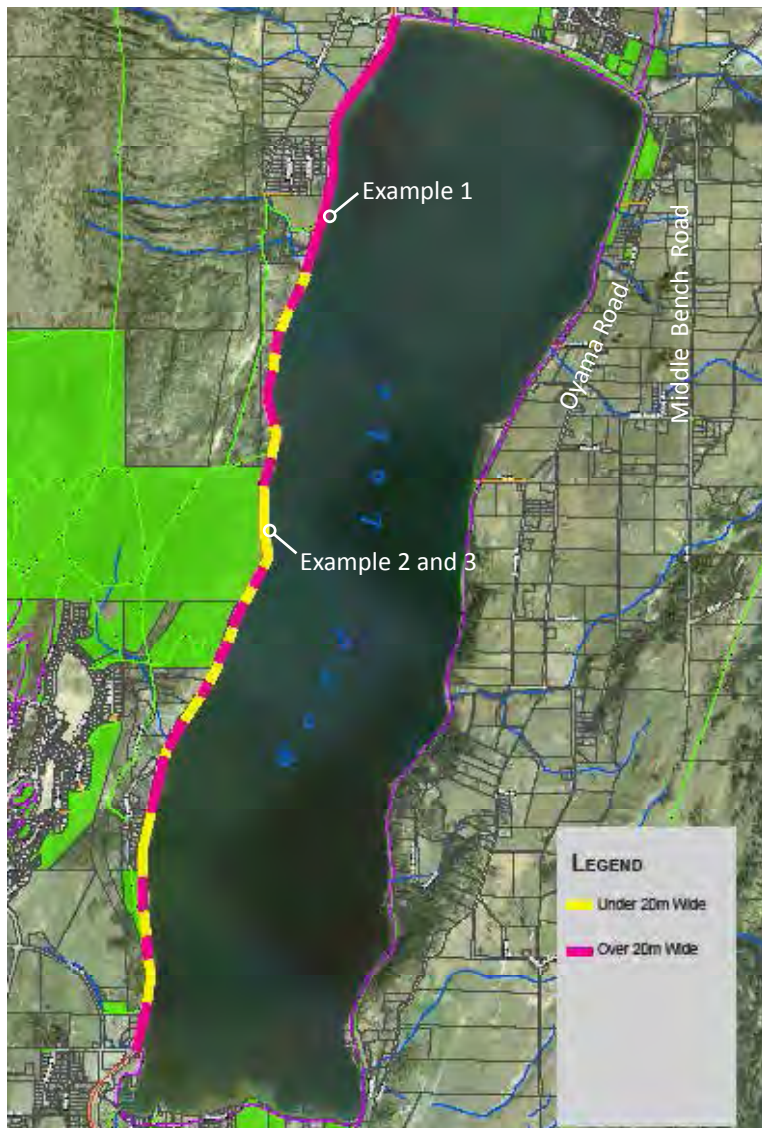 Example 1
Oyama Road
Middle Bench Road
Example 2 and 3
LEGEND
Under 20m Wide
Over 20m Wide